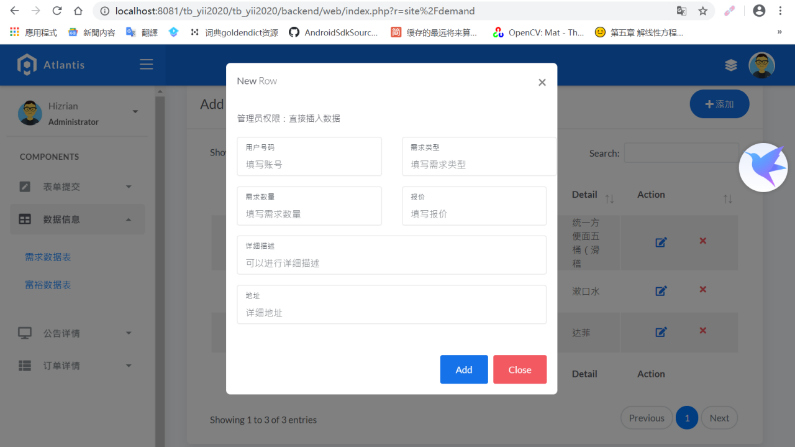 localhost:8081/tb_yii2020/tb_yii2020/backend/web/index.php?r=site%2Fdemand
應用程式
新聞內容
翻譯
词典goldendict资源
AndroidSdkSourc...
缓存的最远将来算...
OpenCV: Mat - Th...
第五章 解线性方程...
»
Atlantis
Hizrian
Administrator
COMPONENTS
表单提交
数据信息
需求数据表
富裕数据表
公告详情
订单详情
Add
添加
Search:
New Row
×
管理员权限：直接插入数据
用户号码
填写账号
需求类型
填写需求类型
需求数量
填写需求数量
报价
填写报价
详细描述
可以进行详细描述
地址
详细地址
Add
Close
Detail
Action
统一方
便面五
桶（滑
稽
漱口水
达菲
Detail
Action
Showing 1 to 3 of 3 entries
Previous
1
Next